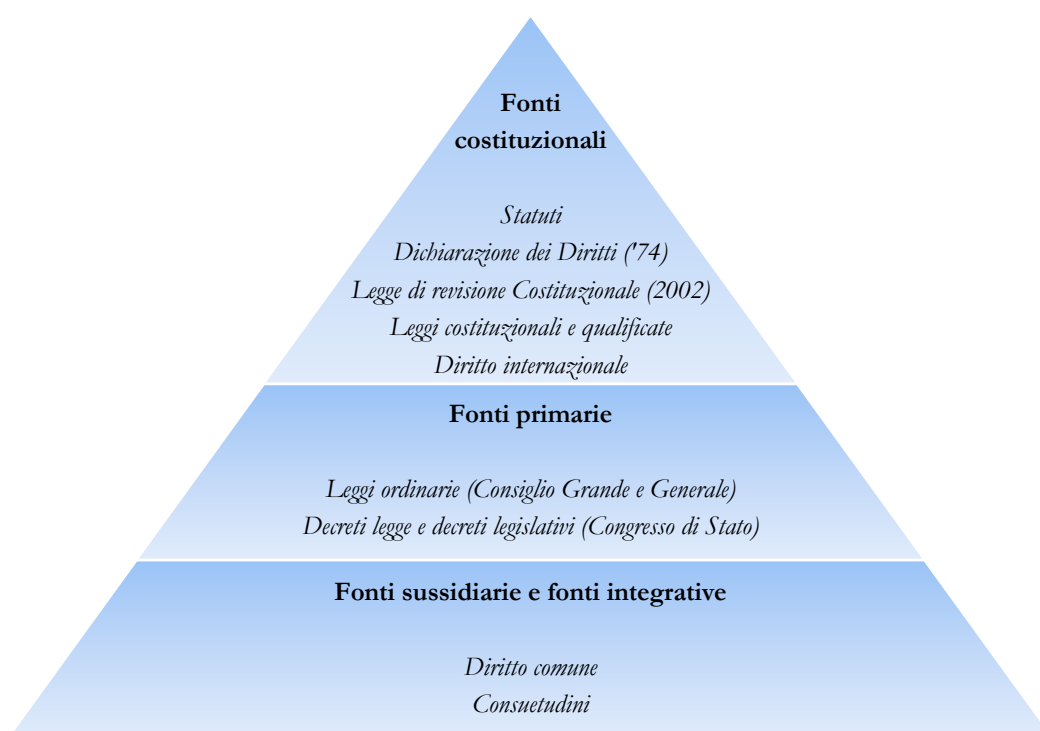 Fonti
costituzionali
Statuti
Dichiarazione dei Diritti ('74)
Legge di revisione Costituzionale (2002)
Leggi costituzionali e qualificate
Diritto internazionale
Fonti primarie
Leggi ordinarie (Consiglio Grande e Generale)
Decreti legge e decreti legislativi (Congresso di Stato)
Fonti sussidiarie e fonti integrative
Diritto comune
Consuetudini